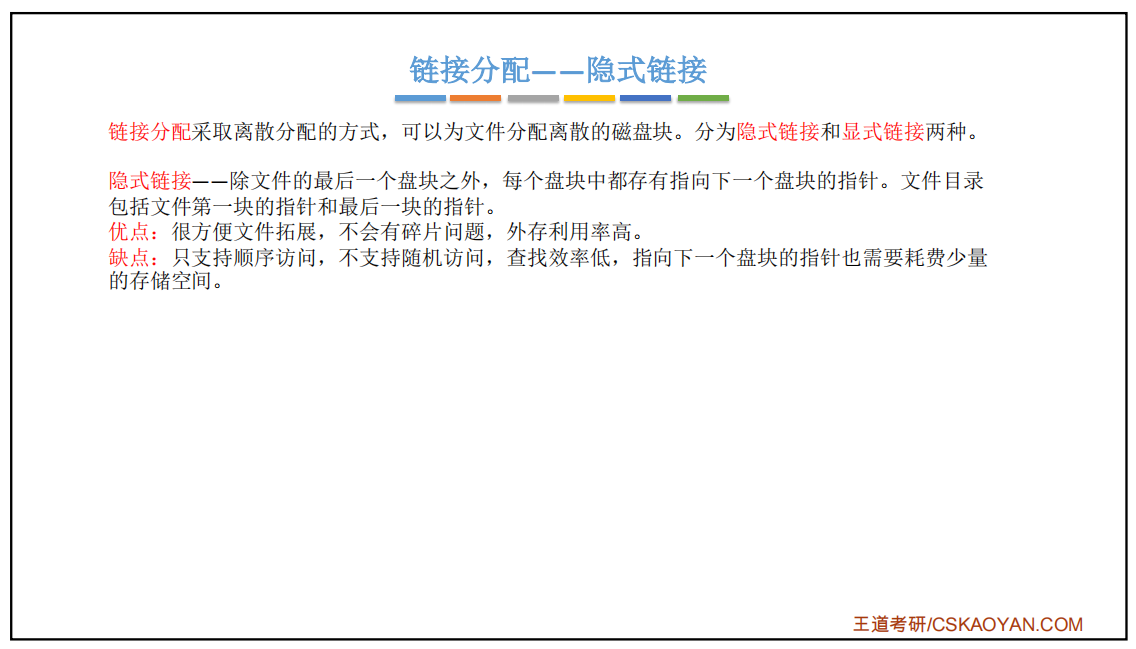 链接分配——隐式链接
链接分配采取离散分配的方式，可以为文件分配离散的磁盘块。分为隐式链接和显式链接两种。
隐式链接——除文件的最后一个盘块之外，每个盘块中都存有指向下一个盘块的指针。文件目录
包括文件第一块的指针和最后一块的指针。
优点：很方便文件拓展，不会有碎片问题，外存利用率高。
缺点：只支持顺序访问，不支持随机访问，查找效率低，指向下一个盘块的指针也需要耗费少量
的存储空间。
王道考研/CSKAOYAN.COM